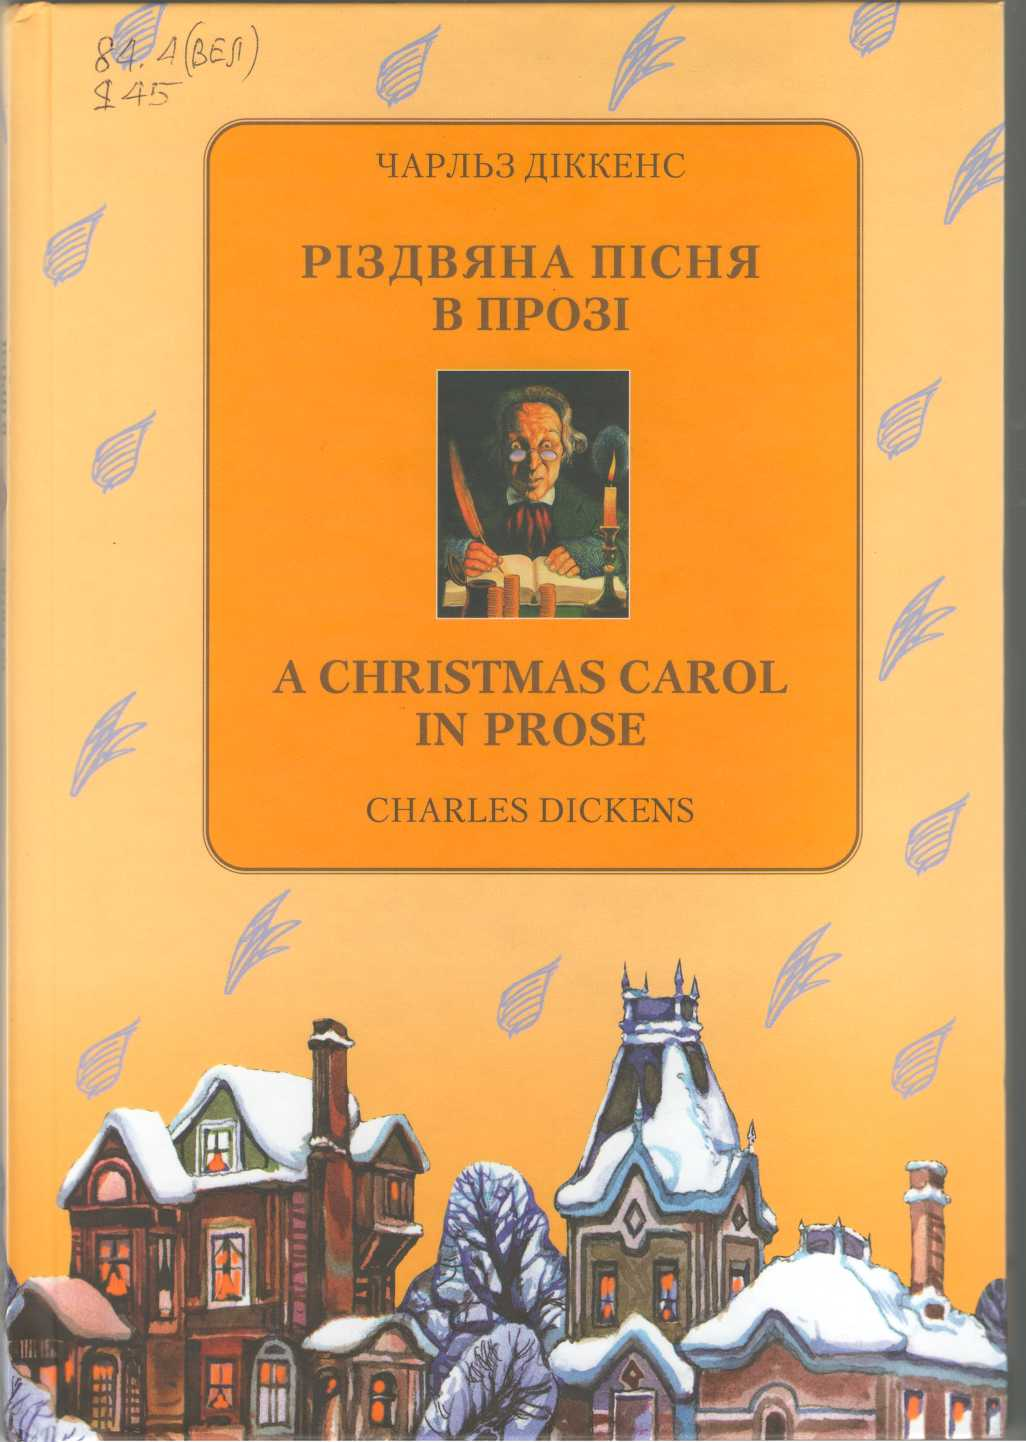 84.4(ВЕЛ)
Д45
ЧАРЛЬЗ ДІККЕНС
РІЗДВЯНА ПІСНЯ
В ПРОЗІ
A CHRISTMAS CAROL
IN PROSE
CHARLES DICKENS